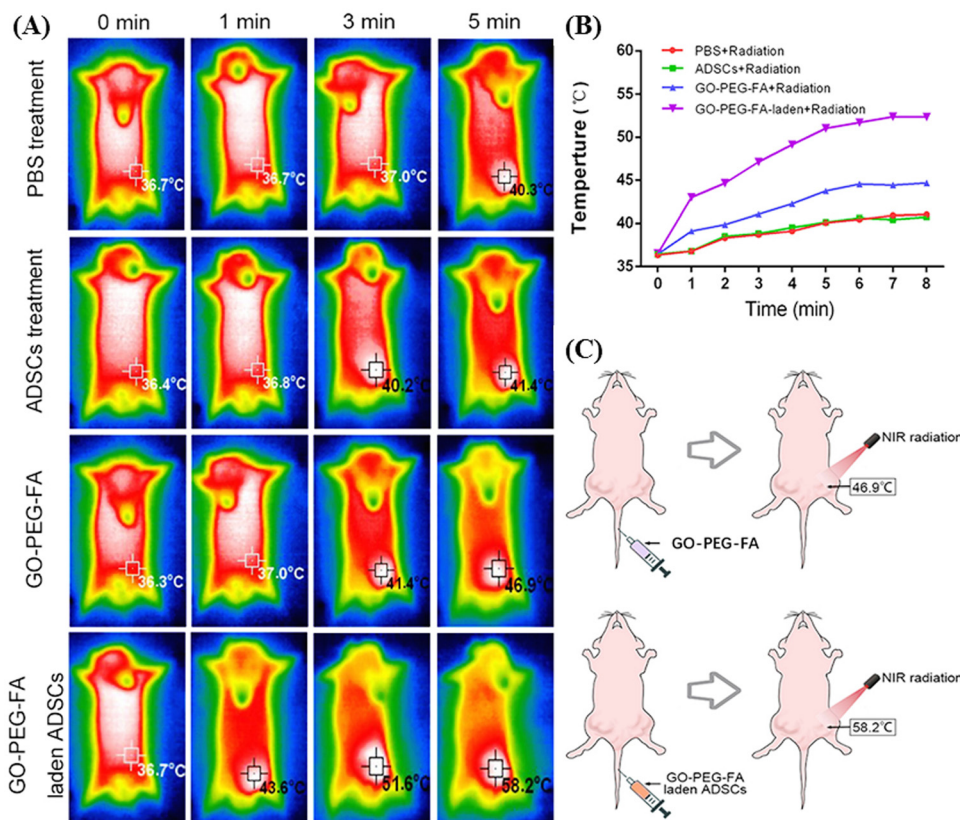 (A)
0 min
1 min
3 min
5 min
PBS treatment
36.7°C
36.7°C
37.0°C
40.3°C
ADSCs treatment
36.4°C
36.8°C
40.2°C
41.4°C
GO-PEG-FA
36.3°C
37.0°C
41.4°C
46.9°C
GO-PEG-FA
laden ADSCs
36.7°C
43.6°C
51.6°C
58.2°C
(B)
PBS+Radiation
ADSCs+Radiation
GO-PEG-FA+Radiation
GO-PEG-FA-laden+Radiation
Temperture (℃)
60
55
50
45
40
35
0 1 2 3 4 5 6 7 8
Time (min)
(C)
NIR radiation
46.9℃
GO-PEG-FA
NIR radiation
58.2℃
GO-PEG-FA
laden ADSCs